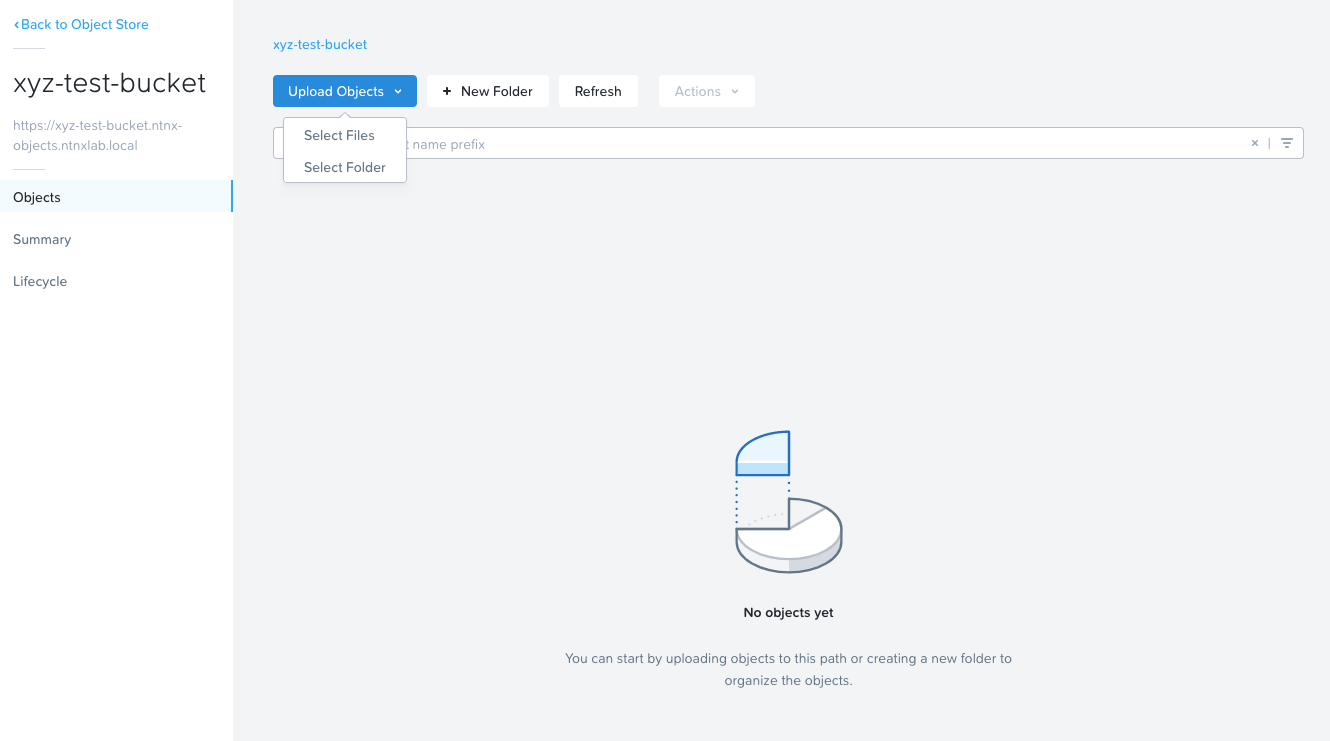 Back to Object Store
xyz-test-bucket
https://xyz-test-bucket.ntnx-
objects.ntnxlab.local
Objects
Summary
Lifecycle
xyz-test-bucket
Upload Objects
+ New Folder
Refresh
Actions
Select Files
Select Folder
name prefix
No objects yet
You can start by uploading objects to this path or creating a new folder to
organize the objects.